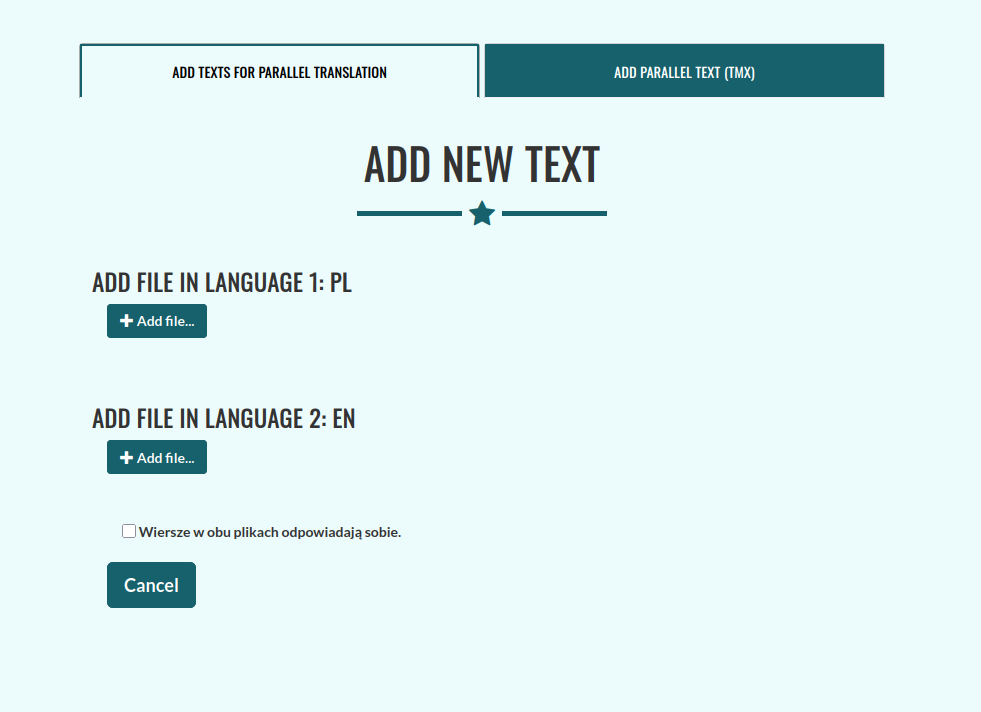 ADD TEXTS FOR PARALLEL TRANSLATION
ADD PARALLEL TEXT (TMX)
ADD NEW TEXT
ADD FILE IN LANGUAGE 1: PL
Add file...
ADD FILE IN LANGUAGE 2: EN
Add file...
Wiersze w obu plikach odpowiadają sobie.
Cancel